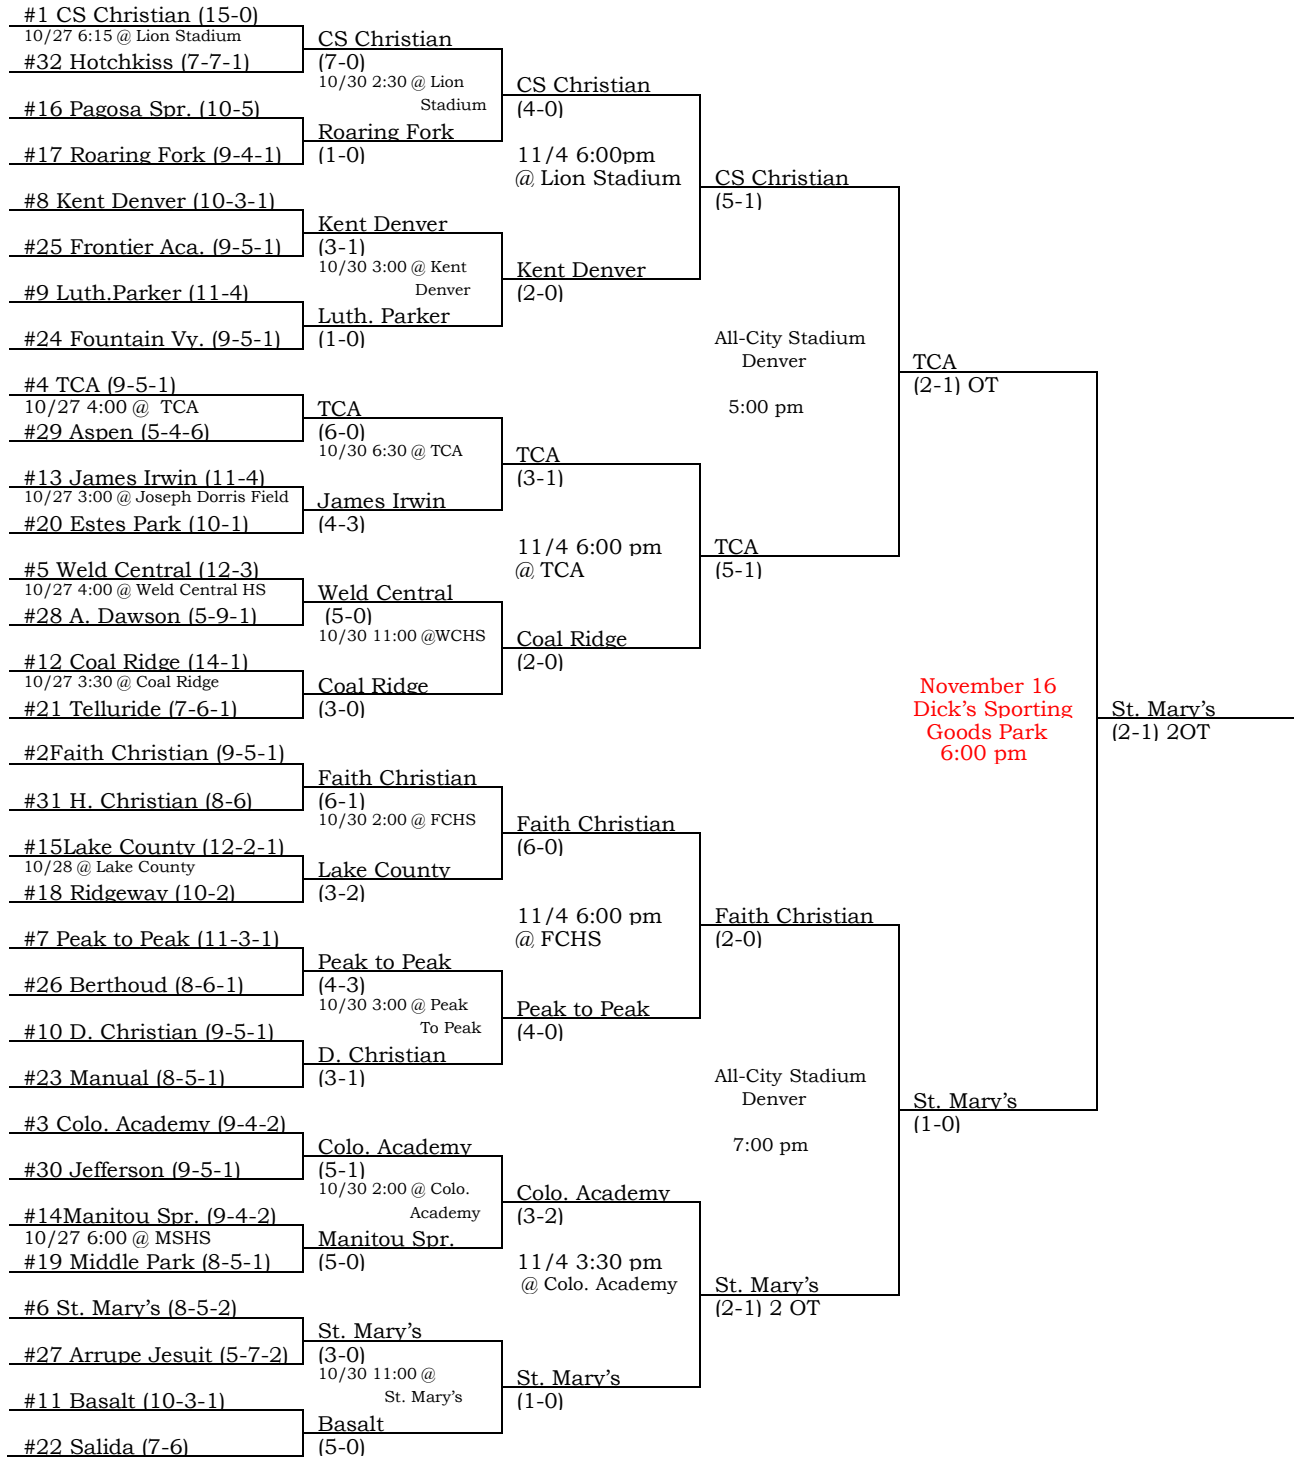 #1 CS Christian (15-0)
10/27 6:15 @ Lion Stadium
#32 Hotchkiss (7-7-1)
#16 Pagosa Spr. (10-5)
#17 Roaring Fork (9-4-1)
#8 Kent Denver (10-3-1)
#25 Frontier Aca. (9-5-1)
#9 Luth.Parker (11-4)
#24 Fountain Vy. (9-5-1)
#4 TCA (9-5-1)
10/27 4:00 @ TCA
#29 Aspen (5-4-6)
#13 James Irwin (11-4)
10/27 3:00 @ Joseph Dorris Field
#20 Estes Park (10-1)
#5 Weld Central (12-3)
10/27 4:00 @ Weld Central HS
#28 A. Dawson (5-9-1)
#12 Coal Ridge (14-1)
10/27 3:30 @ Coal Ridge
#21 Telluride (7-6-1)
#2Faith Christian (9-5-1)
#31 H. Christian (8-6)
#15Lake County (12-2-1)
10/28 @ Lake County
#18 Ridgeway (10-2)
#7 Peak to Peak (11-3-1)
#26 Berthoud (8-6-1)
#10 D. Christian (9-5-1)
#23 Manual (8-5-1)
#3 Colo. Academy (9-4-2)
#30 Jefferson (9-5-1)
#14Manitou Spr. (9-4-2)
10/27 6:00 @ MSHS
#19 Middle Park (8-5-1)
#6 St. Mary’s (8-5-2)
#27 Arrupe Jesuit (5-7-2)
#11 Basalt (10-3-1)
#22 Salida (7-6)
CS Christian
(7-0)
10/30 2:30 @ Lion
Stadium
Roaring Fork
(1-0)
Kent Denver
(3-1)
10/30 3:00 @ Kent
Denver
Luth. Parker
(1-0)
TCA
(6-0)
10/30 6:30 @ TCA
James Irwin
(4-3)
Weld Central
(5-0)
10/30 11:00 @WCHS
Coal Ridge
(3-0)
Faith Christian
(6-1)
10/30 2:00 @ FCHS
Lake County
(3-2)
Peak to Peak
(4-3)
10/30 3:00 @ Peak
To Peak
D. Christian
(3-1)
Colo. Academy
(5-1)
10/30 2:00 @ Colo.
Academy
Manitou Spr.
(5-0)
St. Mary’s
(3-0)
10/30 11:00 @
St. Mary’s
Basalt
(5-0)
CS Christian
(4-0)
11/4 6:00pm
@ Lion Stadium
Kent Denver
(2-0)
TCA
(3-1)
11/4 6:00 pm
@ TCA
Coal Ridge
(2-0)
Faith Christian
(6-0)
11/4 6:00 pm
@ FCHS
Peak to Peak
(4-0)
Colo. Academy
(3-2)
11/4 3:30 pm
@ Colo. Academy
St. Mary’s
(1-0)
CS Christian
(5-1)
All-City Stadium
Denver
5:00 pm
TCA
(5-1)
Faith Christian
(2-0)
All-City Stadium
Denver
7:00 pm
St. Mary’s
(2-1) 2 OT
TCA
(2-1) OT
November 16
Dick’s Sporting
Goods Park
6:00 pm
St. Mary’s
(1-0)
St. Mary’s
(2-1) 2OT